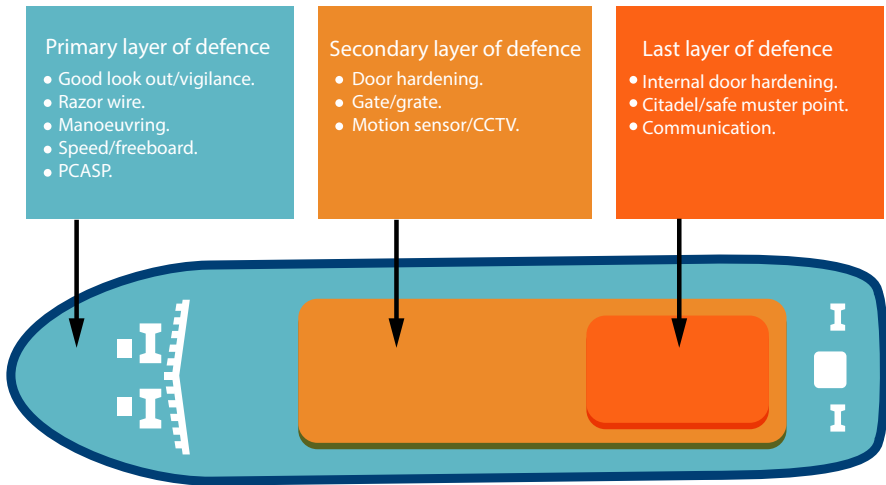 Primary layer of defence
• Good look out/vigilance.
• Razor wire.
• Manoeuvring.
• Speed/freeboard.
• PCASP.
Secondary layer of defence
• Door hardening.
• Gate/grate.
• Motion sensor/CCTV.
Last layer of defence
• Internal door hardening.
• Citadel/safe muster point.
• Communication.